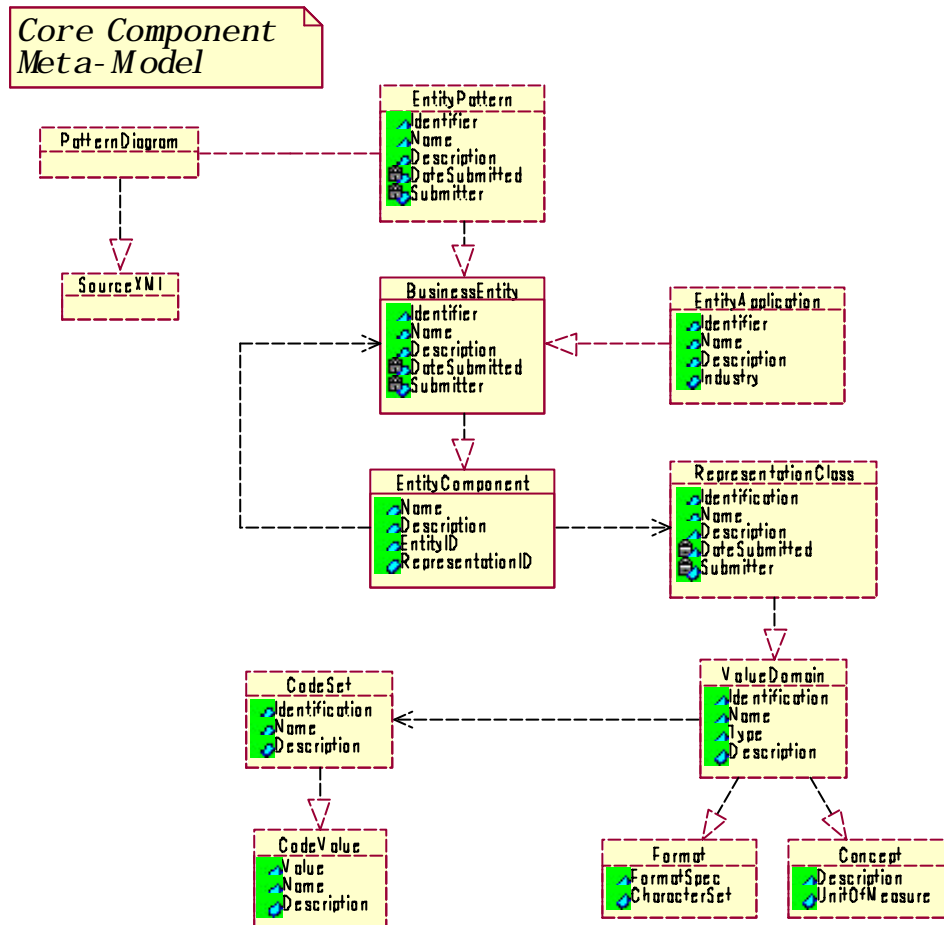 Core Component
Meta-Model
EntityPattern
Identifier
Name
Description
DateSubmitted
Submitter
PatternDiagram
SourceXMI
BusinessEntity
Identifier
Name
Description
DateSubmitted
Submitter
EntityApplication
Identifier
Name
Description
Industry
EntityComponent
Name
Description
EntityID
RepresentationID
RepresentationClass
Identification
Name
Description
DateSubmitted
Submitter
ValueDomain
Identification
Name
Type
Description
CodeSet
Identification
Name
Description
CodeValue
Value
Name
Description
Format
FormatSpec
CharacterSet
Concept
Description
UnitOfMeasure